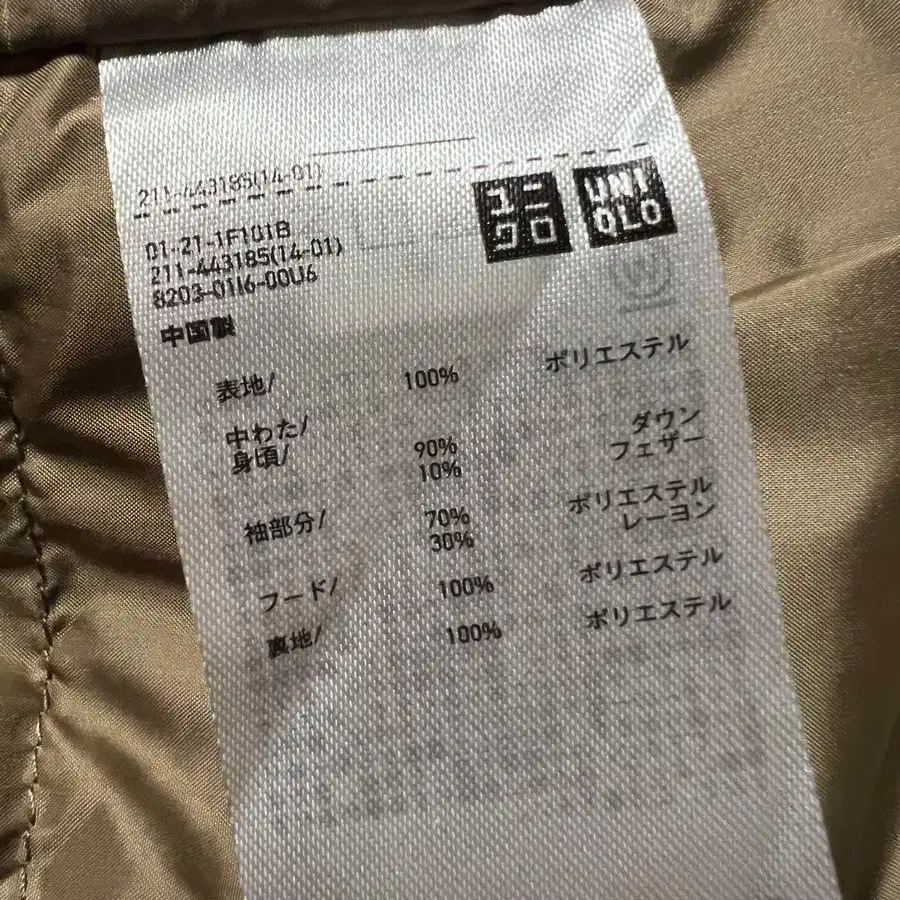 211-443185(14-01)
ユニ
クロ
UNI
QLO
01-21-1F101B
211-443185(14-01)
8203-0116-00U6
中国製
表地/ 100% ポリエステル
中わた/
身頃/ 90% ダウン
10% フェザー
袖部分/ 70% ポリエステル
30% レーヨン
フード/ 100% ポリエステル
裏地/ 100% ポリエステル